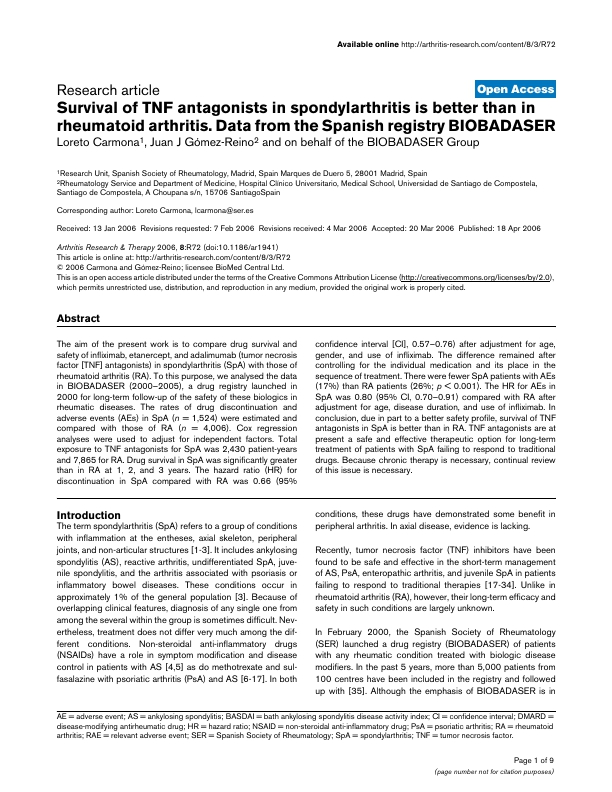 Available online http://arthritis-research.com/content/8/3/R72
Research article
Open Access
Survival of TNF antagonists in spondylarthritis is better than in
rheumatoid arthritis. Data from the Spanish registry BIOBADASER
Loreto Carmona1, Juan J Gómez-Reino2 and on behalf of the BIOBADASER Group
1Research Unit, Spanish Society of Rheumatology, Madrid, Spain Marques de Duero 5, 28001 Madrid, Spain
2Rheumatology Service and Department of Medicine, Hospital Clinico Universitario, Medical School, Universidad de Santiago de Compostela,
Santiago de Compostela, A Choupana s/n, 15706 SantiagoSpain
Corresponding author: Loreto Carmona, lcarmona@ser.es
Received: 13 Jan 2006 Revisions requested: 7 Feb 2006 Revisions received: 4 Mar 2006 Accepted: 20 Mar 2006 Published: 18 Apr 2006
Arthritis Research & Therapy 2006, 8:R72 (doi:10.1186/ar1941)
This article is online at: http://arthritis-research.com/content/8/3/R72
© 2006 Carmona and Gómez-Reino; licensee BioMed Central Ltd.
This is an open access article distributed under the terms of the Creative Commons Attribution License (http://creativecommons.org/licenses/by/2.0),
which permits unrestricted use, distribution, and reproduction in any medium, provided the original work is properly cited.
Abstract
The aim of the present work is to compare drug survival and
safety of infliximab, etanercept, and adalimumab (tumor necrosis
factor [TNF] antagonists) in spondylarthritis (SpA) with those of
rheumatoid arthritis (RA). To this purpose, we analysed the data
in BIOBADASER (2000–2005), a drug registry launched in
2000 for long-term follow-up of the safety of these biologics in
rheumatic diseases. The rates of drug discontinuation and
adverse events (AEs) in SpA (n = 1,524) were estimated and
compared with those of RA (n = 4,006). Cox regression
analyses were used to adjust for independent factors. Total
exposure to TNF antagonists for SpA was 2,430 patient-years
and 7,865 for RA. Drug survival in SpA was significantly greater
than in RA at 1, 2, and 3 years. The hazard ratio (HR) for
discontinuation in SpA compared with RA was 0.66 (95%
confidence interval [CI], 0.57–0.76) after adjustment for age,
gender, and use of infliximab. The difference remained after
controlling for the individual medication and its place in the
sequence of treatment. There were fewer SpA patients with AEs
(17%) than RA patients (26%; p < 0.001). The HR for AEs in
SpA was 0.80 (95% CI, 0.70–0.91) compared with RA after
adjustment for age, disease duration, and use of infliximab. In
conclusion, due in part to a better safety profile, survival of TNF
antagonists in SpA is better than in RA. TNF antagonists are at
present a safe and effective therapeutic option for long-term
treatment of patients with SpA failing to respond to traditional
drugs. Because chronic therapy is necessary, continual review
of this issue is necessary.
Introduction
The term spondylarthritis (SpA) refers to a group of conditions
with inflammation at the entheses, axial skeleton, peripheral
joints, and non-articular structures [1-3]. It includes ankylosing
spondylitis (AS), reactive arthritis, undifferentiated SpA, juve-
nile spondylitis, and the arthritis associated with psoriasis or
inflammatory bowel diseases. These conditions occur in
approximately 1% of the general population [3]. Because of
overlapping clinical features, diagnosis of any single one from
among the several within the group is sometimes difficult. Nev-
ertheless, treatment does not differ very much among the dif-
ferent conditions. Non-steroidal anti-inflammatory drugs
(NSAIDs) have a role in symptom modification and disease
control in patients with AS [4,5] as do methotrexate and sul-
fasalazine with psoriatic arthritis (PsA) and AS [6-17]. In both
conditions, these drugs have demonstrated some benefit in
peripheral arthritis. In axial disease, evidence is lacking.
Recently, tumor necrosis factor (TNF) inhibitors have been
found to be safe and effective in the short-term management
of AS, PsA, enteropathic arthritis, and juvenile SpA in patients
failing to respond to traditional therapies [17-34]. Unlike in
rheumatoid arthritis (RA), however, their long-term efficacy and
safety in such conditions are largely unknown.
In February 2000, the Spanish Society of Rheumatology
(SER) launched a drug registry (BIOBADASER) of patients
with any rheumatic condition treated with biologic disease
modifiers. In the past 5 years, more than 5,000 patients from
100 centres have been included in the registry and followed
up with [35]. Although the emphasis of BIOBADASER is in
AE = adverse event; AS = ankylosing spondylitis; BASDAI = bath ankylosing spondylitis disease activity index; CI = confidence interval; DMARD =
disease-modifying antirheumatic drug; HR = hazard ratio; NSAID = non-steroidal anti-inflammatory drug; PsA = psoriatic arthritis; RA = rheumatoid
arthritis; RAE = relevant adverse event; SER = Spanish Society of Rheumatology; SpA = spondylarthritis; TNF = tumor necrosis factor.
Page 1 of 9
(page number not for citation purposes)